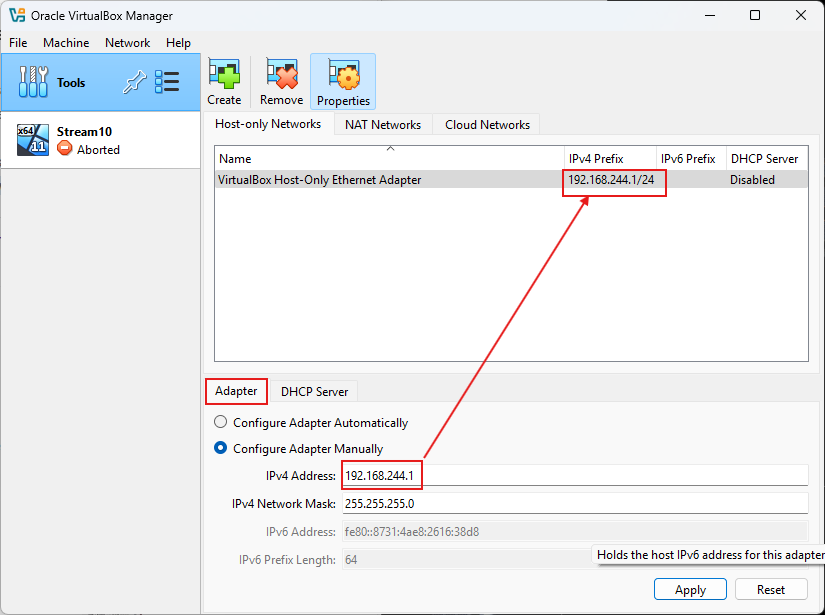 Oracle VirtualBox Manager
File Machine Network Help
Tools
Create Remove Properties
x64 11 Stream10
Aborted
Host-only Networks NAT Networks Cloud Networks
Name IPv4 Prefix IPv6 Prefix DHCP Server
VirtualBox Host-Only Ethernet Adapter 192.168.244.1/24 Disabled
Adapter DHCP Server
Configure Adapter Automatically
Configure Adapter Manually
IPv4 Address: 192.168.244.1
IPv4 Network Mask: 255.255.255.0
IPv6 Address: fe80::8731:4ae8:2616:38d8
IPv6 Prefix Length: 64
Holds the host IPv6 address for this adapter
Apply Reset